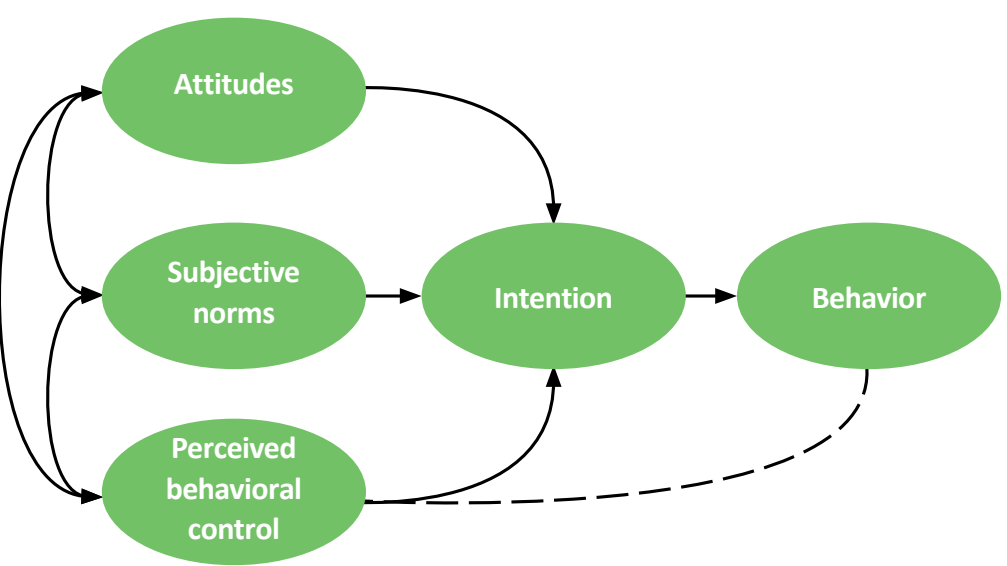 Attitudes
Subjective
norms
Intention
Behavior
Perceived
behavioral
control